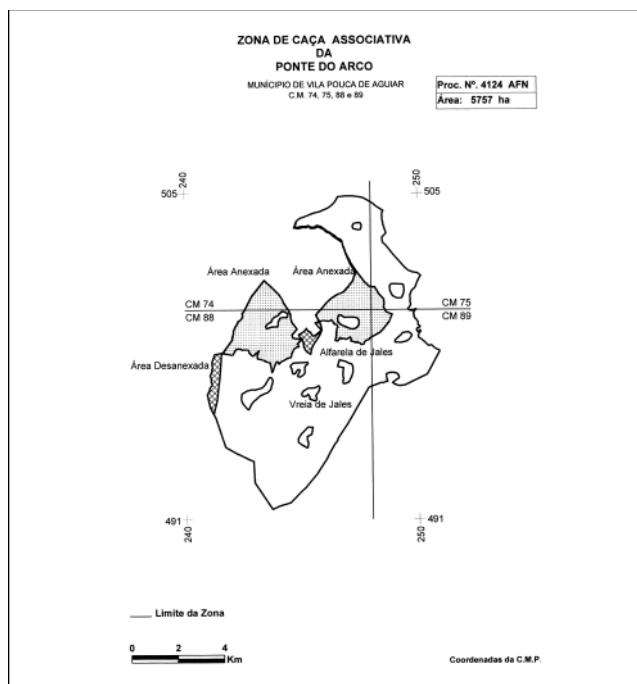 ZONA DE CAÇA ASSOCIATIVA
DA
PONTE DO ARCO
MUNÍCIPIO DE VILA POUCA DE AGUIAR
C.M. 74, 75, 88 e 89
Proc. Nº. 4124 AFN
Área: 5757 ha
240
250
505
505
Área Anexada
Área Anexada
CM 74
CM 75
CM 88
CM 89
Alfarela de Jales
Área Desanexada
Vreia de Jales
491
491
240
250
Limite da Zona
0 2 4
Km
Coordenadas da C.M.P.